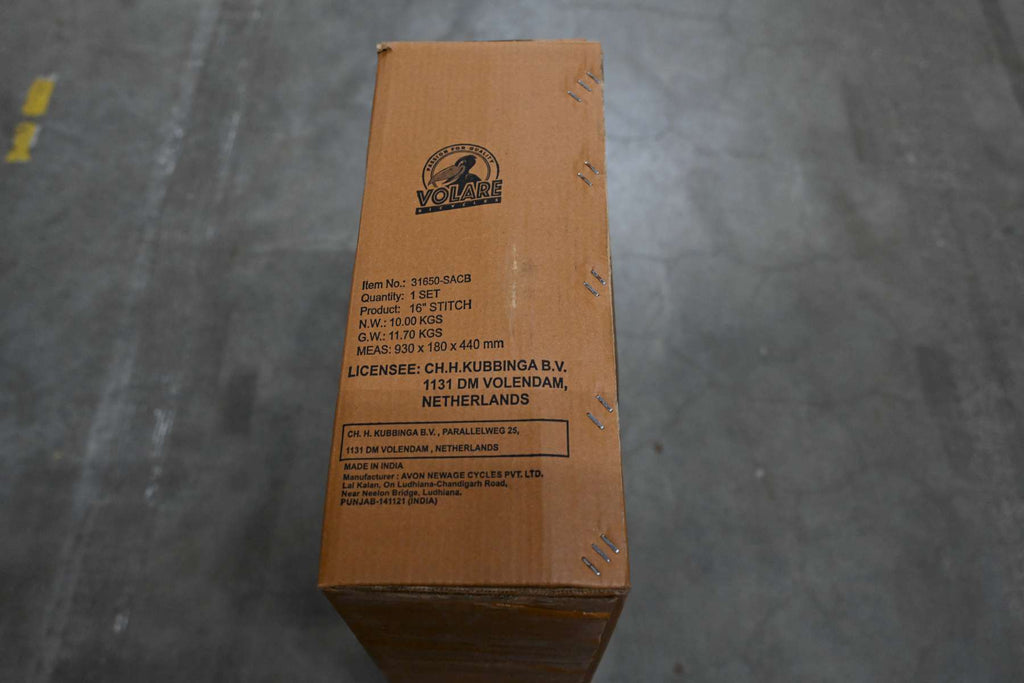 PASSION FOR QUALITY
VOLARE
BICYCLES
Item No.: 31650-SACB
Quantity: 1 SET
Product: 16" STITCH
N.W.: 10.00 KGS
G.W.: 11.70 KGS
MEAS: 930 x 180 x 440 mm
LICENSEE: CH.H.KUBBINGA B.V.
1131 DM VOLENDAM,
NETHERLANDS
CH. H. KUBBINGA B.V. , PARALLELWEG 25,
1131 DM VOLENDAM , NETHERLANDS
MADE IN INDIA
Manufacturer : AVON NEWAGE CYCLES PVT. LTD.
Lal Kalan, On Ludhiana-Chandigarh Road,
Near Neelon Bridge, Ludhiana.
PUNJAB-141121 (INDIA)